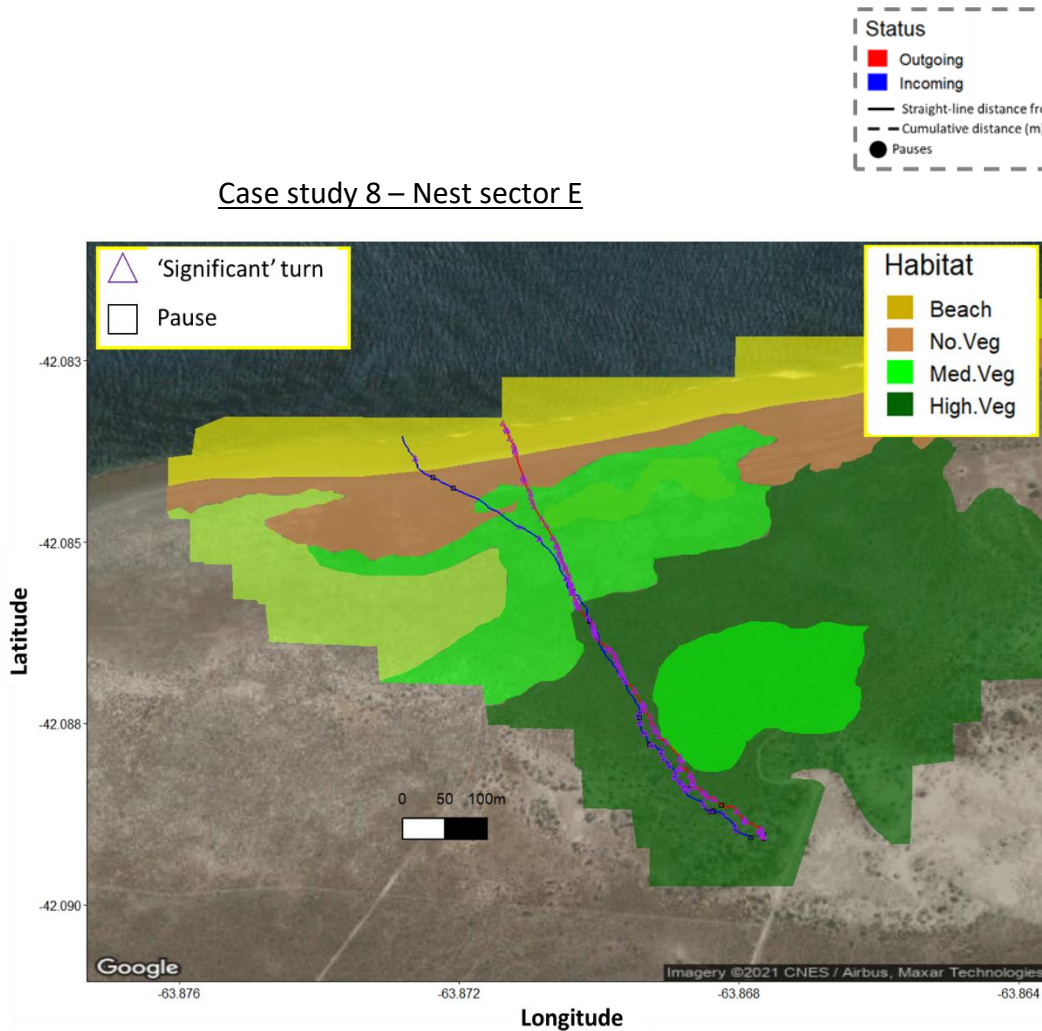 Status
Outgoing
Incoming
Straight-line distance
Cumulative distance (m)
Pauses
Case study 8 – Nest sector E
‘Significant’ turn
Pause
Habitat
Beach
No.Veg
Med.Veg
High.Veg
-42.083
-42.085
-42.088
-42.090
Latitude
0 50 100m
Google
Imagery ©2021 CNES / Airbus, Maxar Technologies
-63.876 -63.872 -63.868 -63.864
Longitude